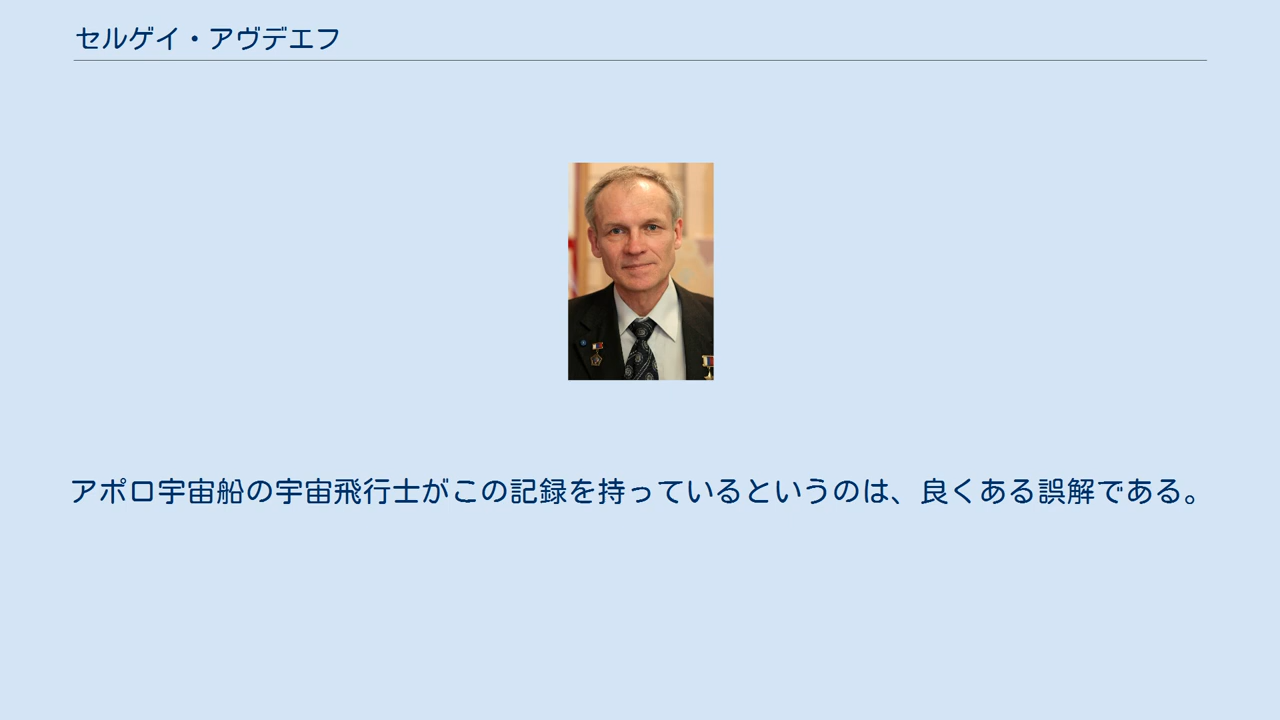 セルゲイ・アヴデエフ
アポロ宇宙船の宇宙飛行士がこの記録を持っているというのは、良くある誤解である。